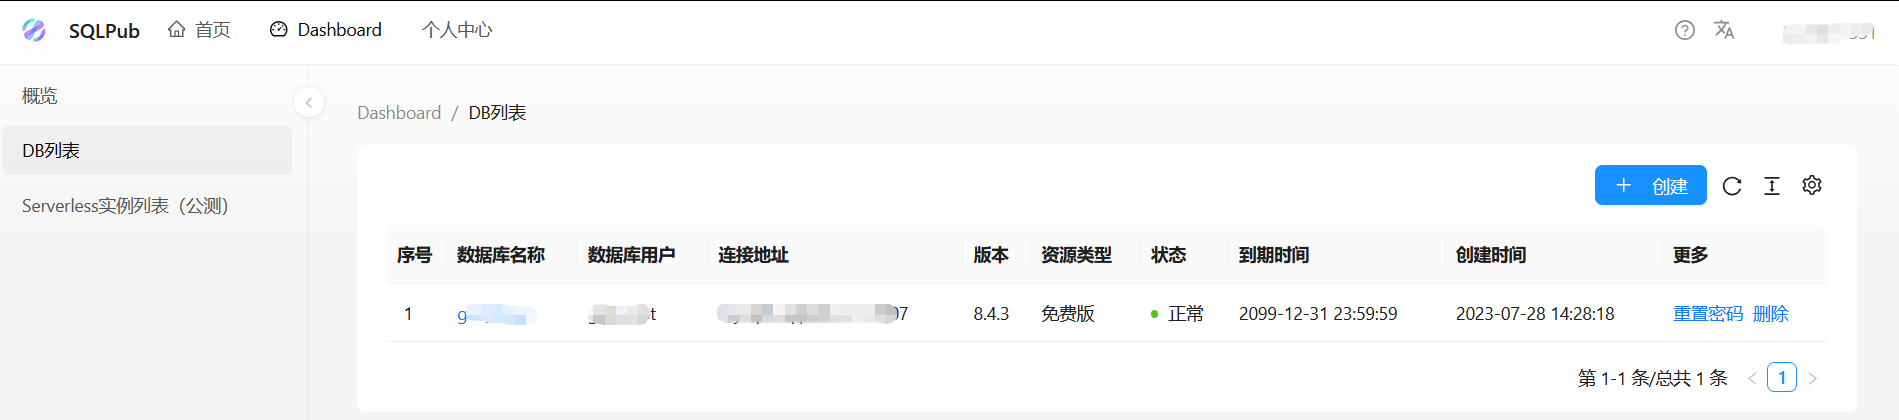 SQLPub 首页 Dashboard 个人中心
概览
Dashboard / DB列表
DB列表
创建
Serverless实例列表（公测）
序号 数据库名称 数据库用户 连接地址 版本 资源类型 状态 到期时间 创建时间 更多
1 8.4.3 免费版 正常 2099-12-31 23:59:59 2023-07-28 14:28:18 重置密码 删除
第 1-1 条/总共 1 条 1